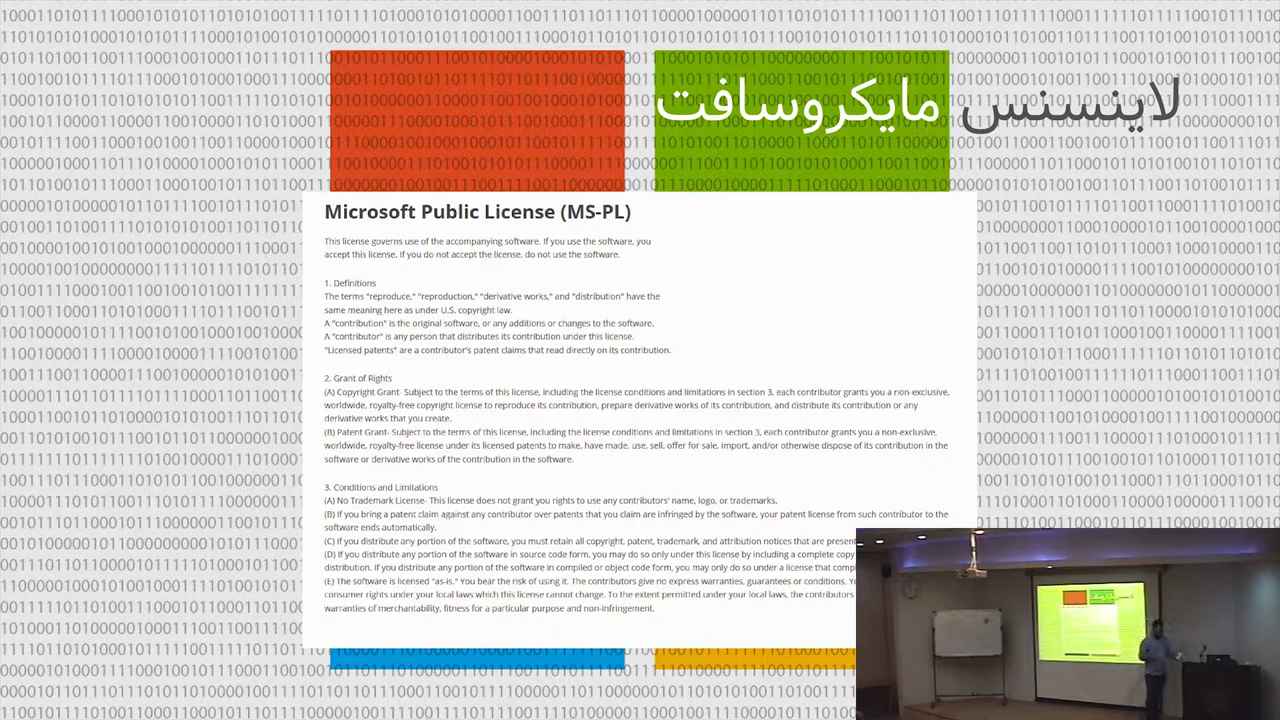 لاینسنس مایکروسافت
Microsoft Public License (MS-PL)
This license governs use of the accompanying software. If you use the software, you
accept this license. If you do not accept the license, do not use the software.
1. Definitions
The terms "reproduce," "reproduction," "derivative works," and "distribution" have the
same meaning here as under U.S. copyright law.
A "contribution" is the original software, or any additions or changes to the software.
A "contributor" is any person that distributes its contribution under this license.
"Licensed patents" are a contributor's patent claims that read directly on its contribution.
2. Grant of Rights
(A) Copyright Grant- Subject to the terms of this license, including the license conditions and limitations in section 3, each contributor grants you a non-exclusive,
worldwide, royalty-free copyright license to reproduce its contribution, prepare derivative works of its contribution, and distribute its contribution or any
derivative works that you create.
(B) Patent Grant- Subject to the terms of this license, including the license conditions and limitations in section 3, each contributor grants you a non-exclusive,
worldwide, royalty-free license under its licensed patents to make, have made, use, sell, offer for sale, import, and/or otherwise dispose of its contribution in the
software or derivative works of the contribution in the software.
3. Conditions and Limitations
(A) No Trademark License- This license does not grant you rights to use any contributors' name, logo, or trademarks.
(B) If you bring a patent claim against any contributor over patents that you claim are infringed by the software, your patent license from such contributor to the
software ends automatically.
(C) If you distribute any portion of the software, you must retain all copyright, patent, trademark, and attribution notices that are present
(D) If you distribute any portion of the software in source code form, you may do so only under this license by including a complete copy
distribution. If you distribute any portion of the software in compiled or object code form, you may only do so under a license that
(E) The software is licensed "as-is." You bear the risk of using it. The contributors give no express warranties, guarantees or conditions.
consumer rights under your local laws which this license cannot change. To the extent permitted under your local laws, the contributors
warranties of merchantability, fitness for a particular purpose and non-infringement.